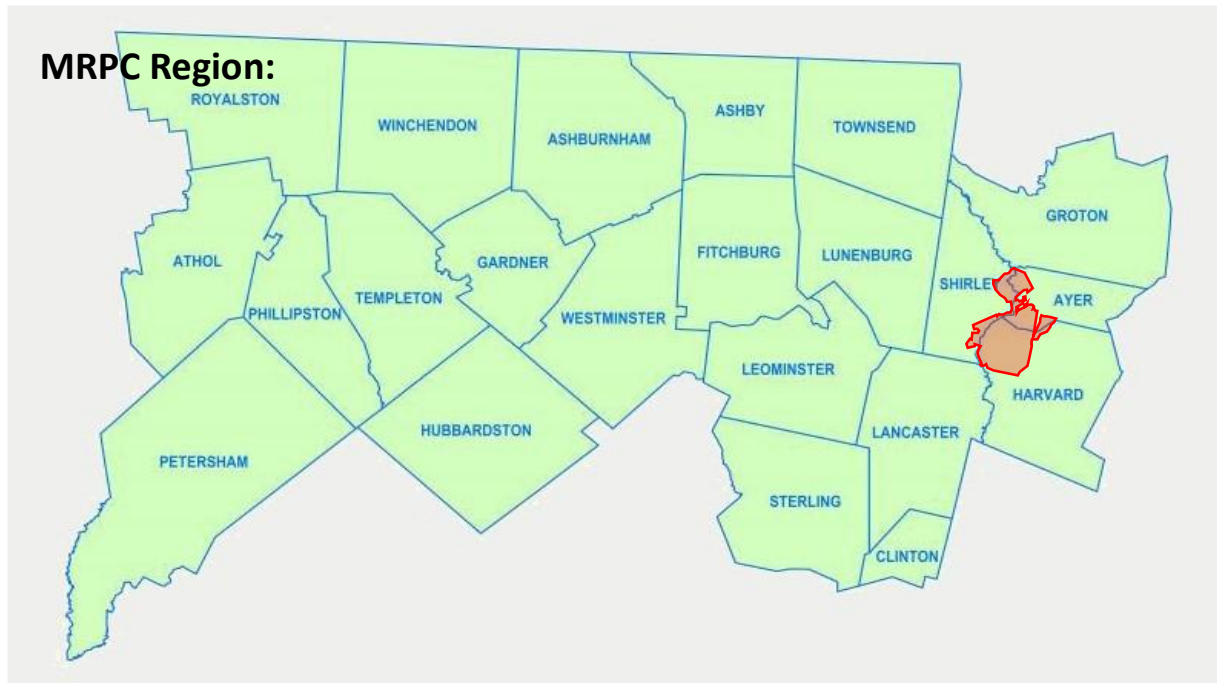 MRPC Region:
ROYALSTON
WINCHENDON
ASHBURNHAM
ASHBY
TOWNSEND
GROTON
ATHOL
PHILLIPSTON
TEMPLETON
GARDNER
WESTMINSTER
FITCHBURG
LUNENBURG
SHIRLE
AYER
LEOMINSTER
HARVARD
HUBBARDSTON
LANCASTER
PETERSHAM
STERLING
CLINTON